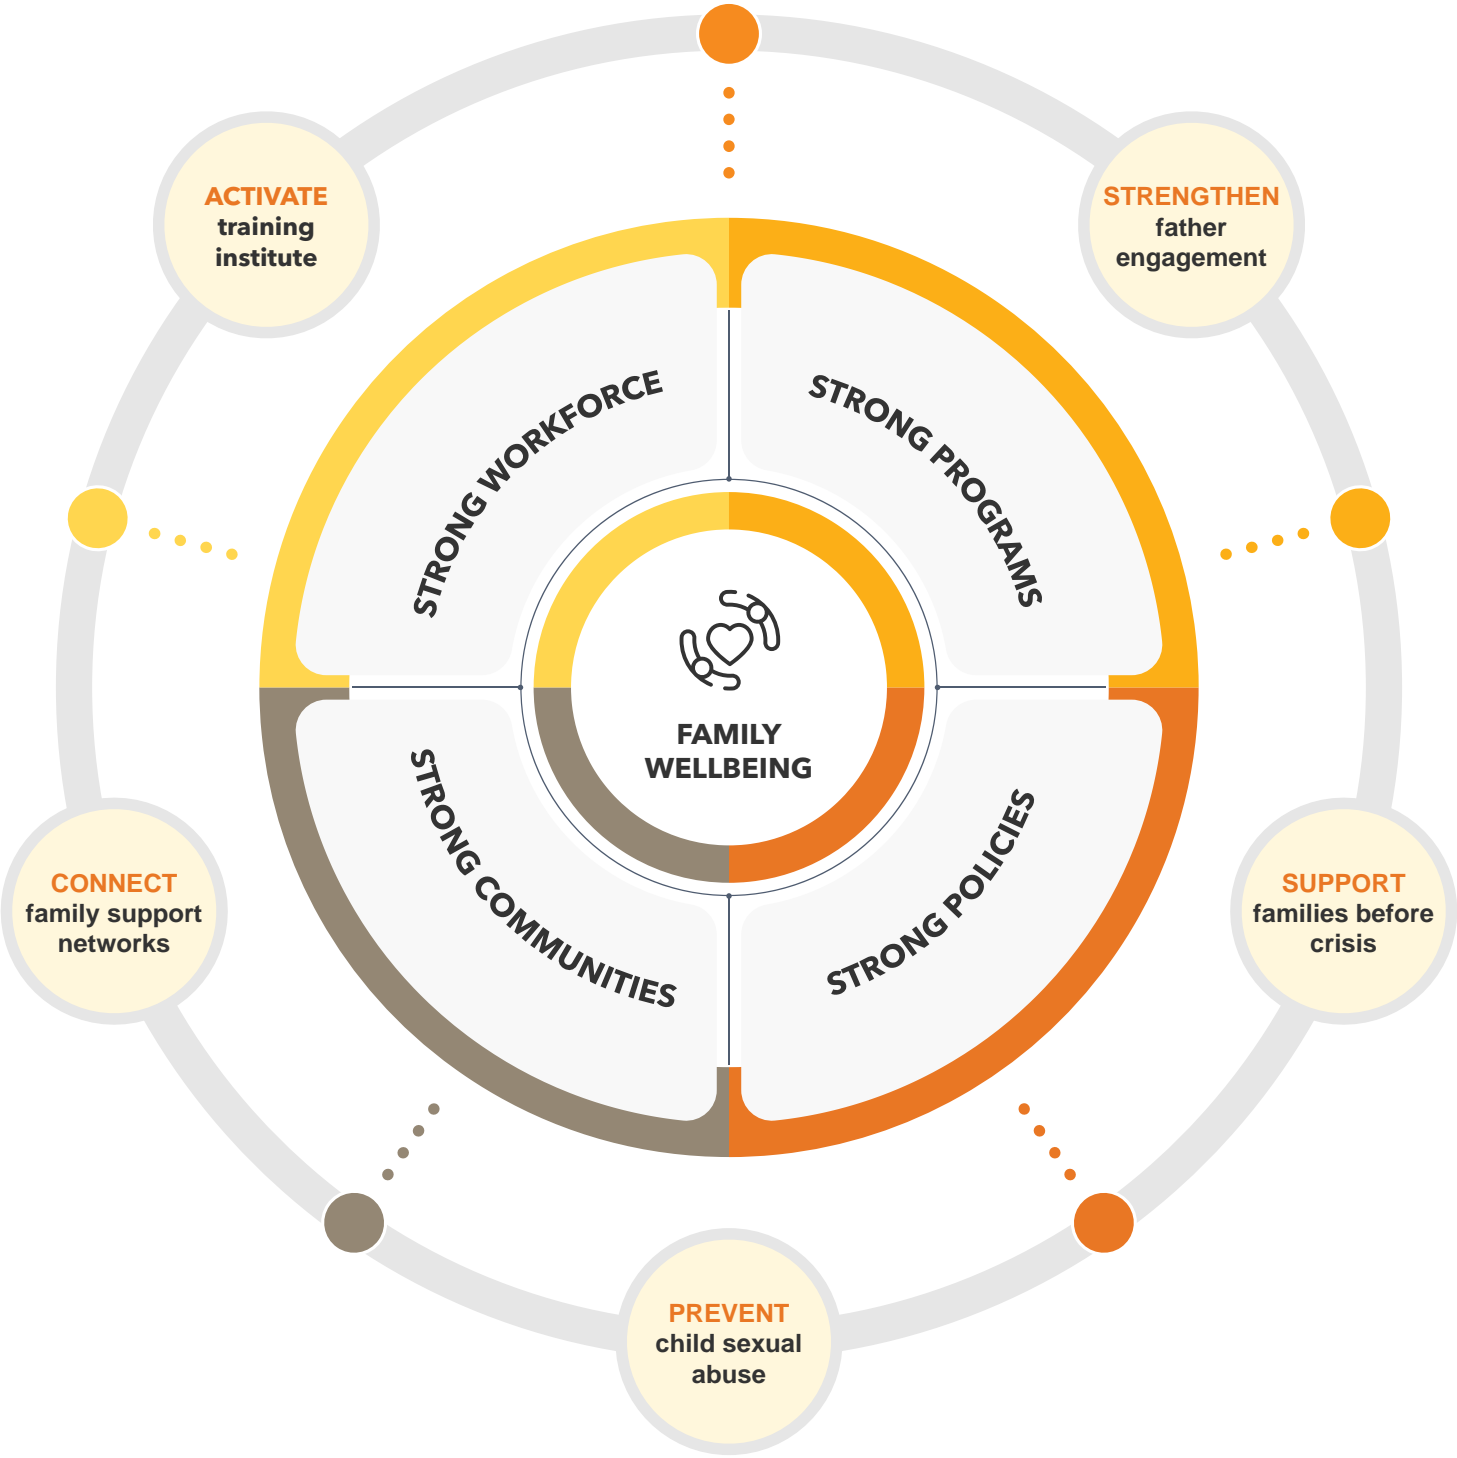 ACTIVATE
training
institute
STRENGTHEN
father
engagement
STRONG WORKFORCE
STRONG PROGRAMS
FAMILY
WELLBEING
STRONG COMMUNITIES
STRONG POLICIES
CONNECT
family support
networks
SUPPORT
families before
crisis
PREVENT
child sexual
abuse